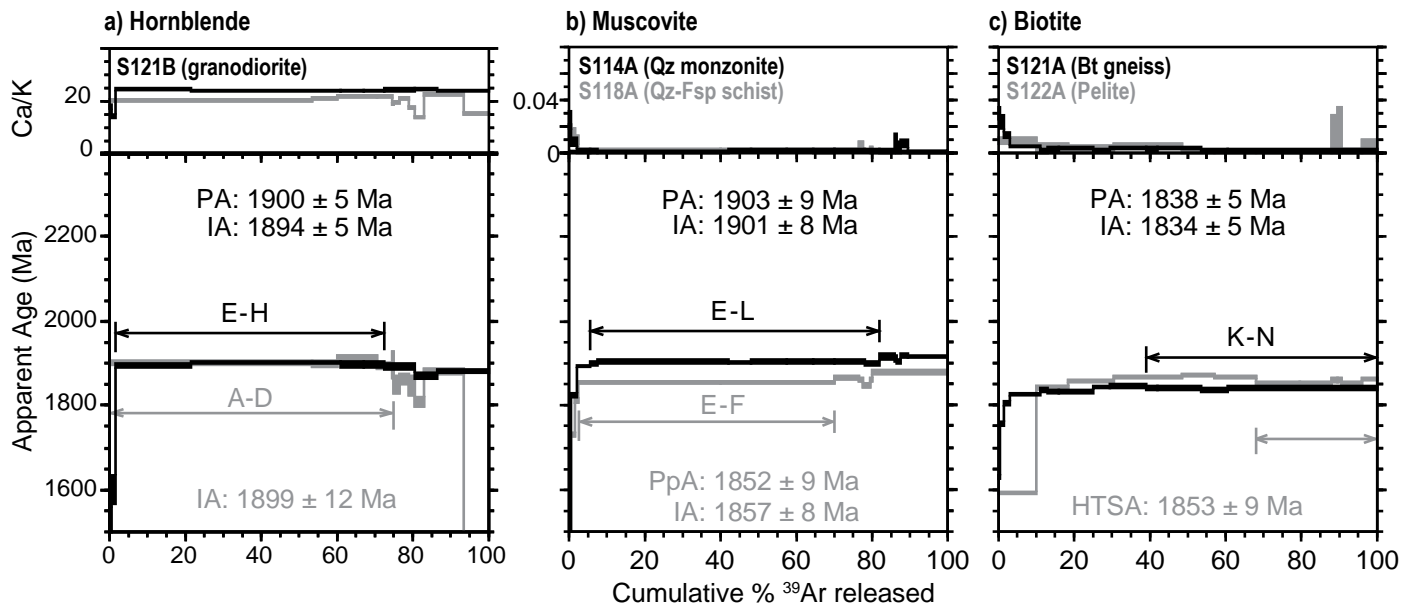 a) Hornblende
b) Muscovite
c) Biotite
S121B (granodiorite)
S114A (Qz monzonite)
S118A (Qz-Fsp schist)
S121A (Bt gneiss)
S122A (Pelite)
Ca/K
20
0
0.04
0
PA: 1900 ± 5 Ma
IA: 1894 ± 5 Ma
PA: 1903 ± 9 Ma
IA: 1901 ± 8 Ma
PA: 1838 ± 5 Ma
IA: 1834 ± 5 Ma
Apparent Age (Ma)
2200
2000
1800
1600
E-H
A-D
IA: 1899 ± 12 Ma
E-L
E-F
PpA: 1852 ± 9 Ma
IA: 1857 ± 8 Ma
K-N
HTSA: 1853 ± 9 Ma
0 20 40 60 80 100
0 20 40 60 80 100
0 20 40 60 80 100
Cumulative % ³⁹Ar released